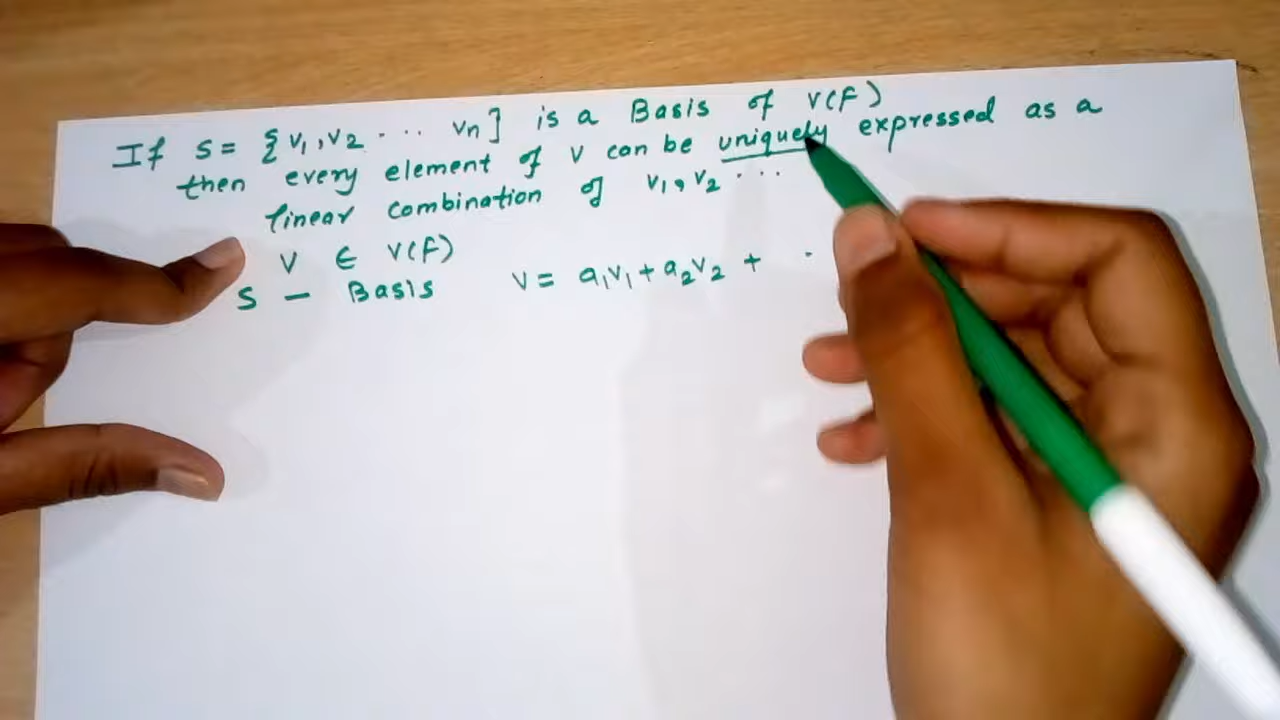 If S = {v1, v2 ... vn} is a Basis of V(F)
then every element of V can be uniquely expressed as a
linear combination of v1, v2 ...
V ∈ V(F)
S - Basis V = a1v1 + a2v2 + .